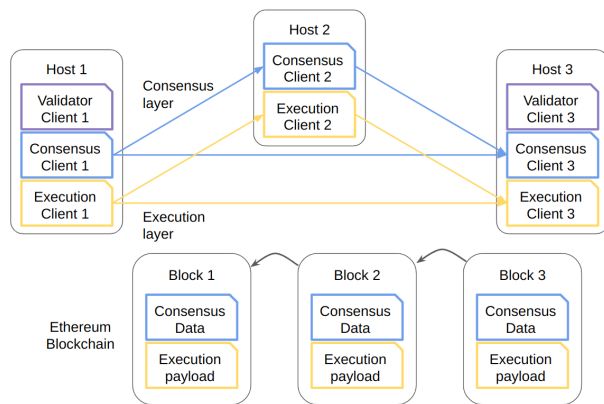 Host 1
Validator
Client 1
Consensus
Client 1
Execution
Client 1
Consensus
layer
Host 2
Consensus
Client 2
Execution
Client 2
Host 3
Validator
Client 3
Consensus
Client 3
Execution
Client 3
Execution
layer
Ethereum
Blockchain
Block 1
Consensus
Data
Execution
payload
Block 2
Consensus
Data
Execution
payload
Block 3
Consensus
Data
Execution
payload